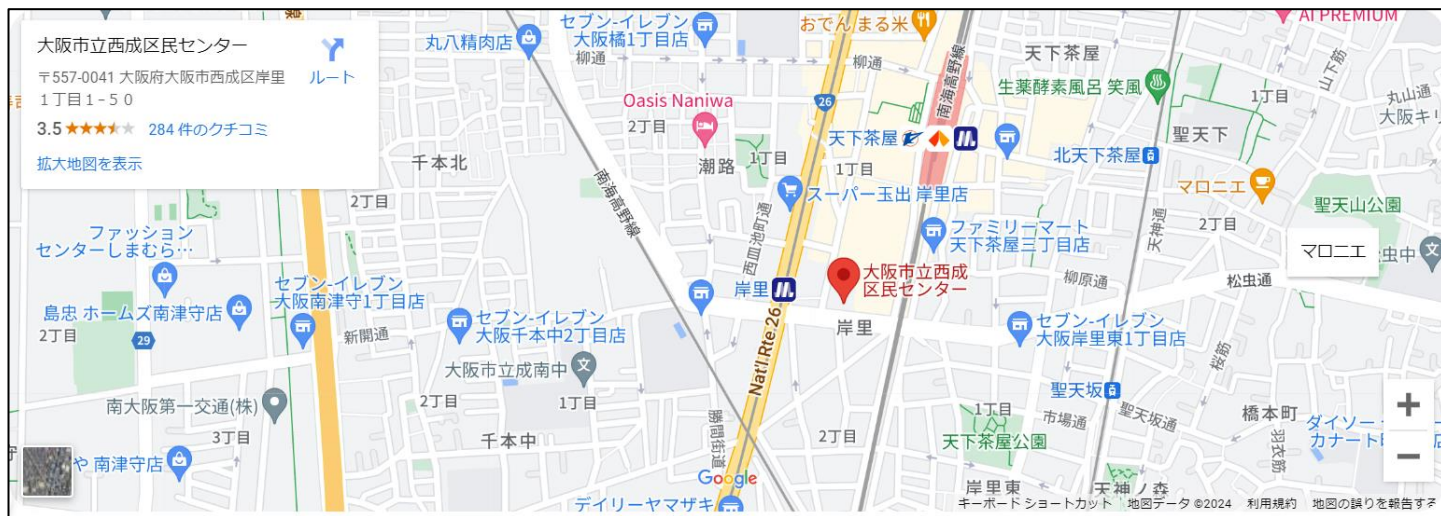 大阪市立西成区民センター
〒557-0041 大阪府大阪市西成区岸里
１丁目１−５０
ルート
3.5
284 件のクチコミ
拡大地図を表示
丸八精肉店
セブン-イレブン
大阪橘1丁目店
おでん まる米
AI PREMIUM
柳通
柳通
26
南海高野線
天下茶屋
生薬酵素風呂 笑風
1丁目
山下筋
丸山通
Oasis Naniwa
2丁目
天下茶屋
北天下茶屋
聖天下
千本北
潮路
1丁目
1丁目
マロニエ
スーパー玉出 岸里店
2丁目
南海高野線
西皿池町通
天神通
2丁目
聖天山公園
ファッション
センターしまむら…
ファミリーマート
天下茶屋三丁目店
マロニエ
大阪市立西成
区民センター
柳原通
松虫通
セブン-イレブン
大阪南津守1丁目店
岸里
島忠 ホームズ南津守店
2丁目
29
新開通
セブン-イレブン
大阪千本中2丁目店
Nat'l.Rte.26
岸里
セブン-イレブン
大阪岸里東1丁目店
桜筋
大阪市立成南中
聖天坂
南大阪第一交通(株)
2丁目
1丁目
勝間街道
1丁目
市場通
聖天坂通
橋本町
3丁目
千本中
2丁目
天下茶屋公園
羽衣筋
南津守店
Google
デイリーヤマザキ
岸里東
天神ノ森
キーボード ショートカット
地図データ ©2024
利用規約
地図の誤りを報告する